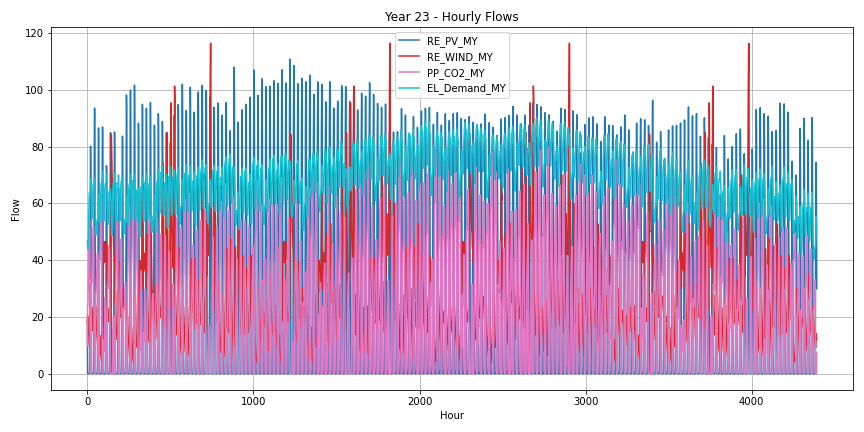 Year 23 - Hourly Flows
120
100
80
60
40
20
0
Flow
RE_PV_MY
RE_WIND_MY
PP_CO2_MY
EL_Demand_MY
0
1000
2000
3000
4000
Hour